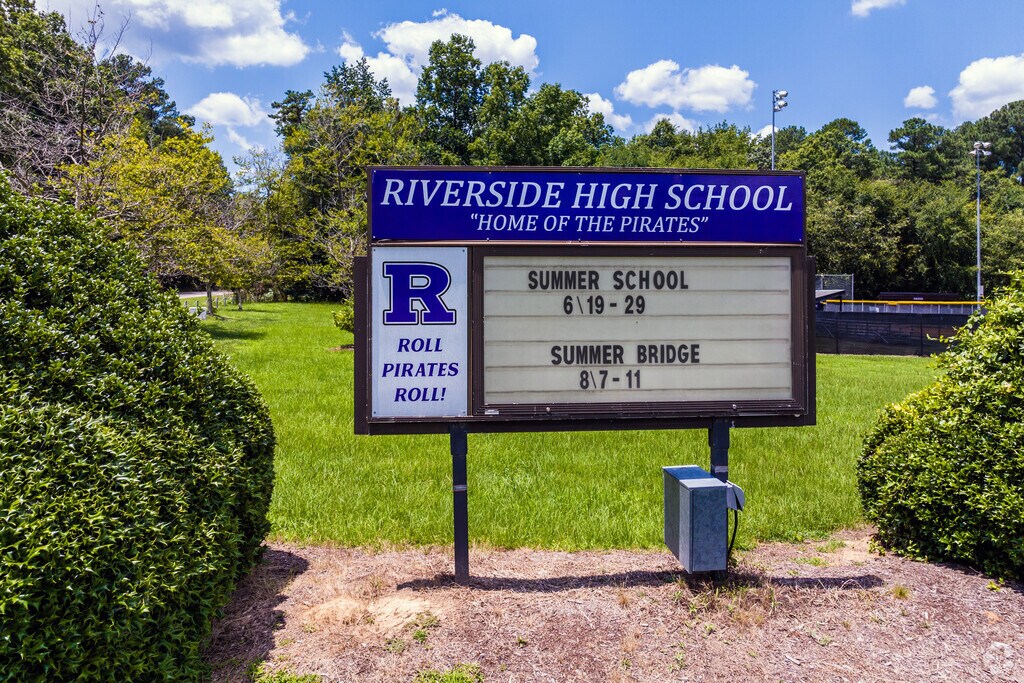 RIVERSIDE HIGH SCHOOL
“HOME OF THE PIRATES”
R
ROLL
PIRATES
ROLL!
SUMMER SCHOOL
6\19-29
SUMMER BRIDGE
8\7-11